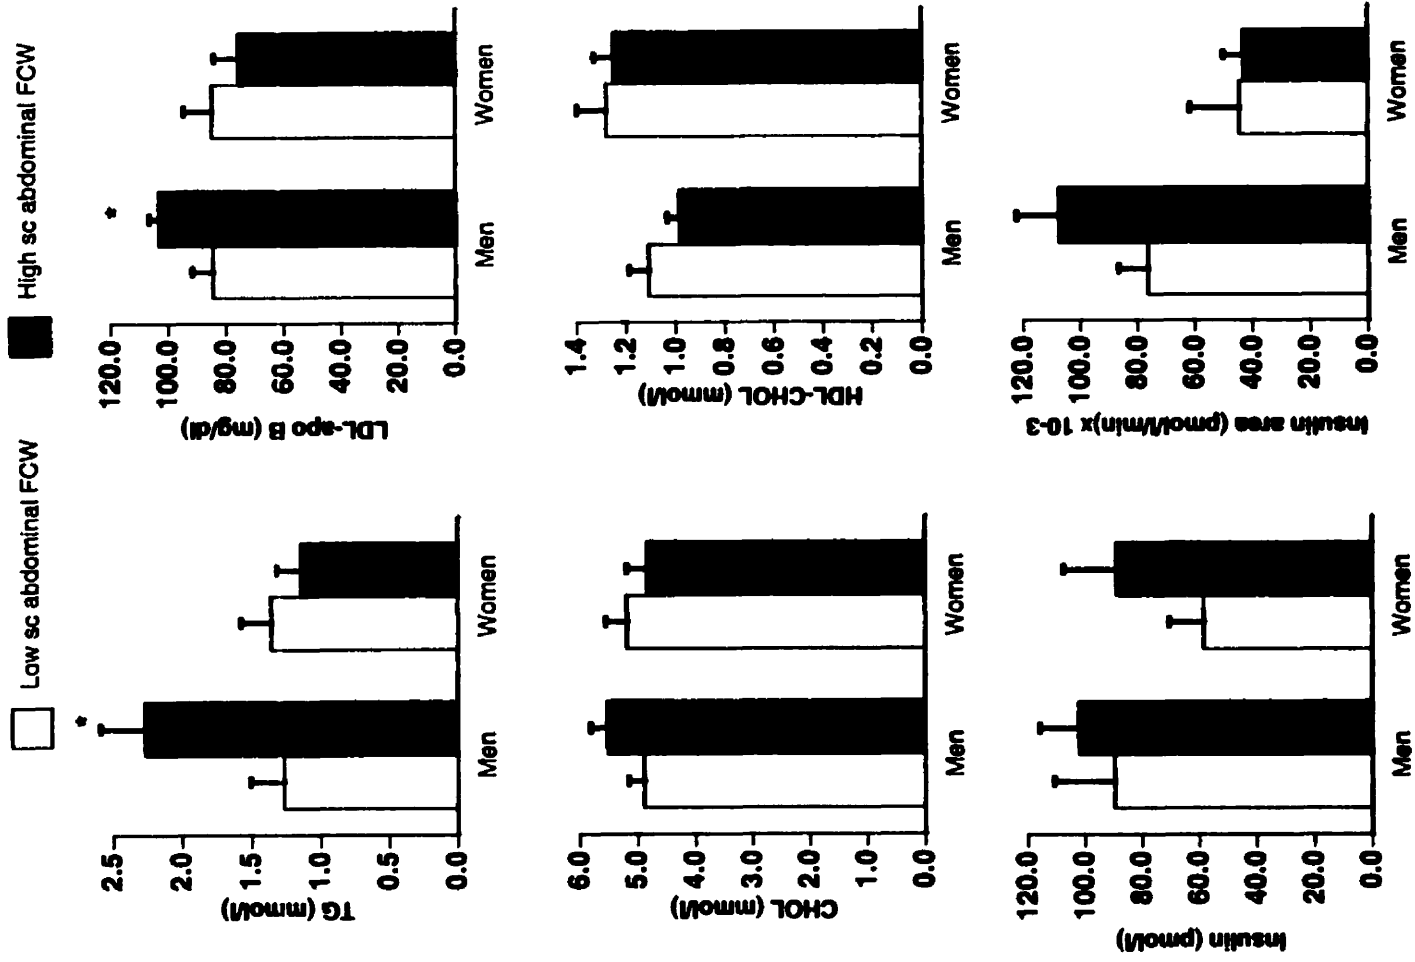 Low sc abdominal FCW
High sc abdominal FCW
TG (mmol/l)
2.5
2.0
1.5
1.0
0.5
0.0
*
Men
Women
LDL-apo B (mg/dl)
120.0
100.0
80.0
60.0
40.0
20.0
0.0
*
Men
Women
CHOL (mmol/l)
6.0
5.0
4.0
3.0
2.0
1.0
0.0
Men
Women
HDL-CHOL (mmol/l)
1.4
1.2
1.0
0.8
0.6
0.4
0.2
0.0
Men
Women
Insulin (pmol/l)
120.0
100.0
80.0
60.0
40.0
20.0
0.0
Men
Women
Insulin area (pmol/l/min)x 10-3
120.0
100.0
80.0
60.0
40.0
20.0
0.0
Men
Women